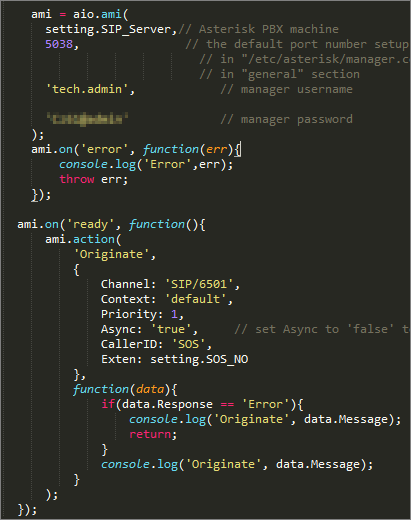 ami = aio.ami(
setting.SIP_Server,// Asterisk PBX machine
5038, // the default port number setup
// in "/etc/asterisk/manager.c
// in "general" section
'tech.admin', // manager username
// manager password
);
ami.on('error', function(err){
console.log('Error',err);
throw err;
});
ami.on('ready', function(){
ami.action(
'Originate',
{
Channel: 'SIP/6501',
Context: 'default',
Priority: 1,
Async: 'true', // set Async to 'false' to
CallerID: 'SOS',
Exten: setting.SOS_NO
},
function(data){
if(data.Response == 'Error'){
console.log('Originate', data.Message);
return;
}
console.log('Originate', data.Message);
}
);
});